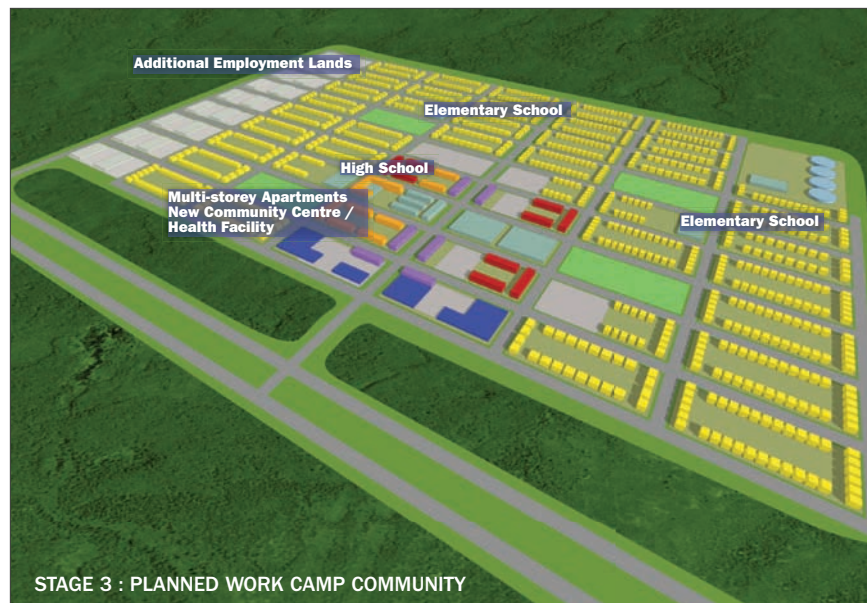 Additional Employment Lands
Elementary School
High School
Multi-storey Apartments
New Community Centre /
Health Facility
Elementary School
STAGE 3 : PLANNED WORK CAMP COMMUNITY